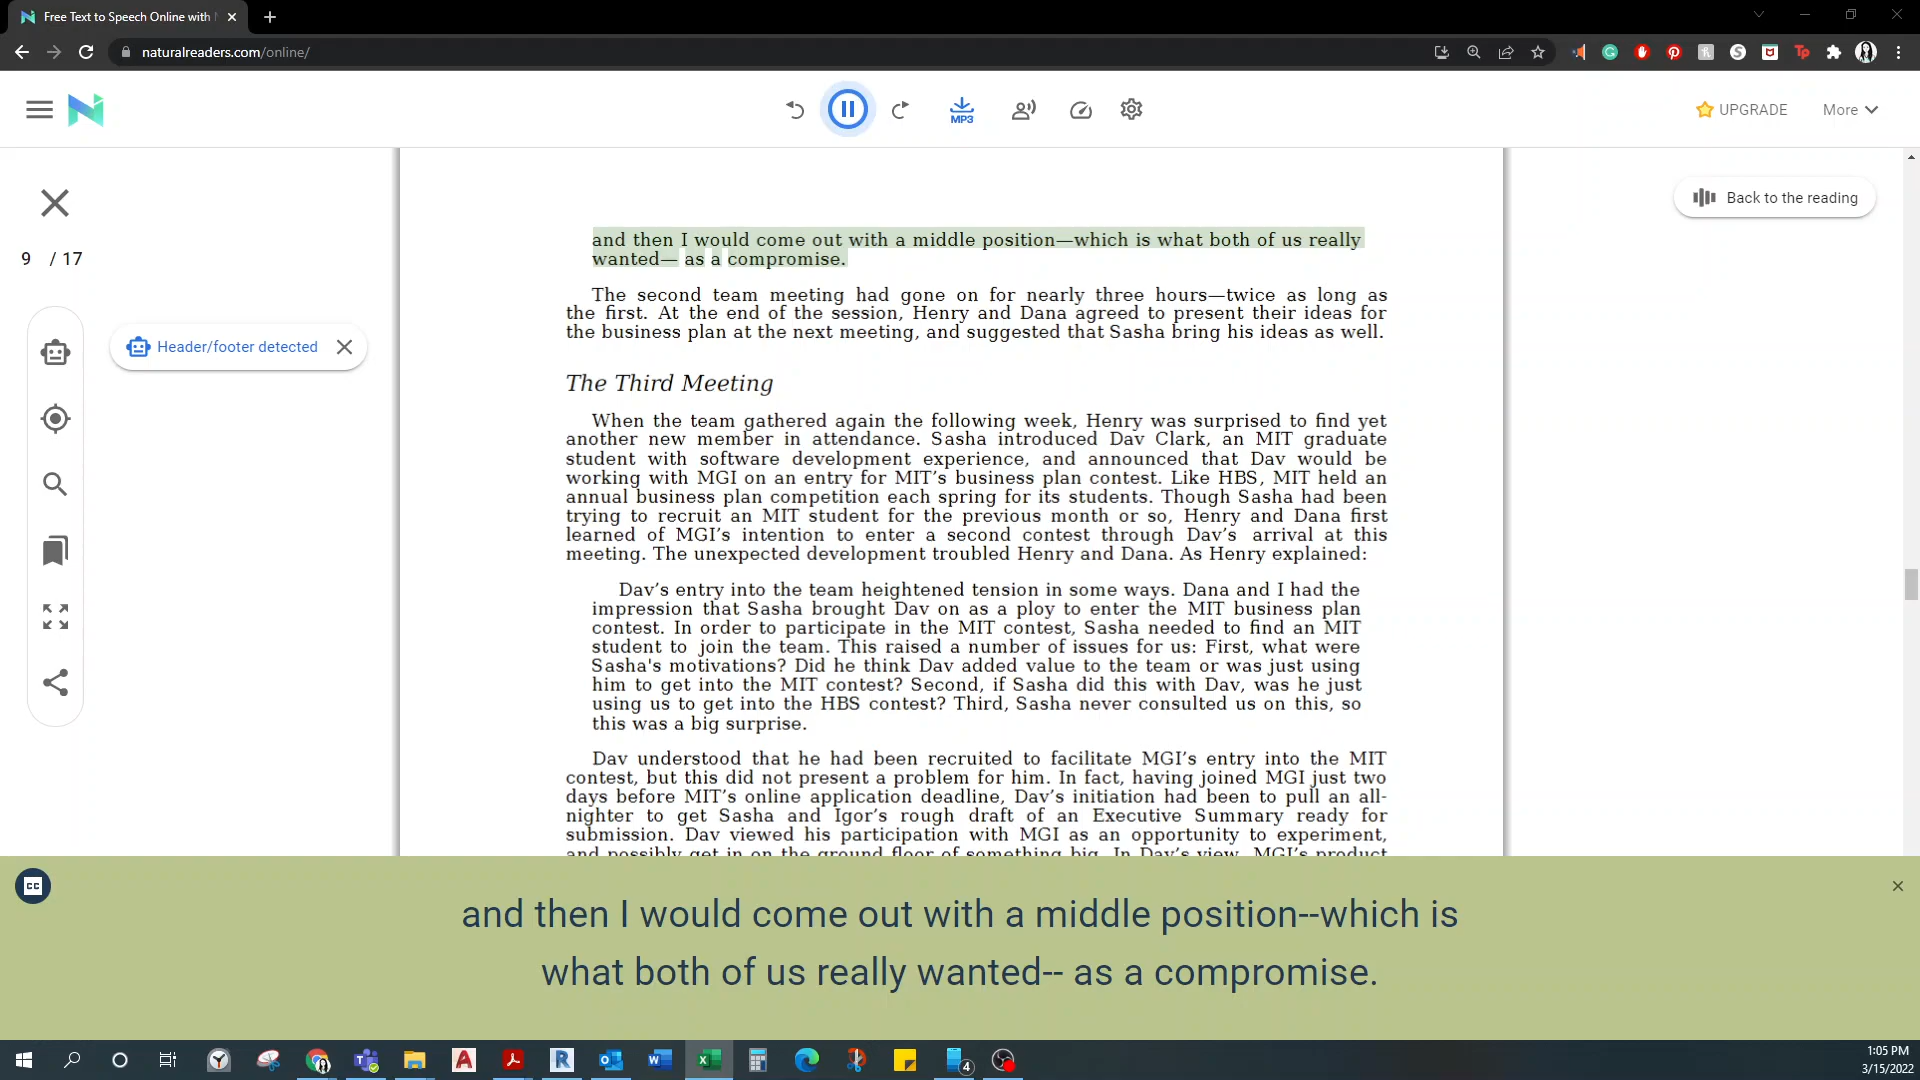 Free Text to Speech Online with
naturalreaders.com/online/
MP3
UPGRADE
More
9 / 17
Back to the reading
Header/footer detected
and then I would come out with a middle position—which is what both of us really
wanted— as a compromise.
The second team meeting had gone on for nearly three hours—twice as long as
the first. At the end of the session, Henry and Dana agreed to present their ideas for
the business plan at the next meeting, and suggested that Sasha bring his ideas as well.
The Third Meeting
When the team gathered again the following week, Henry was surprised to find yet
another new member in attendance. Sasha introduced Dav Clark, an MIT graduate
student with software development experience, and announced that Dav would be
working with MGI on an entry for MIT’s business plan contest. Like HBS, MIT held an
annual business plan competition each spring for its students. Though Sasha had been
trying to recruit an MIT student for the previous month or so, Henry and Dana first
learned of MGI’s intention to enter a second contest through Dav’s arrival at this
meeting. The unexpected development troubled Henry and Dana. As Henry explained:
Dav’s entry into the team heightened tension in some ways. Dana and I had the
impression that Sasha brought Dav on as a ploy to enter the MIT business plan
contest. In order to participate in the MIT contest, Sasha needed to find an MIT
student to join the team. This raised a number of issues for us: First, what were
Sasha's motivations? Did he think Dav added value to the team or was just using
him to get into the MIT contest? Second, if Sasha did this with Dav, was he just
using us to get into the HBS contest? Third, Sasha never consulted us on this, so
this was a big surprise.
Dav understood that he had been recruited to facilitate MGI’s entry into the MIT
contest, but this did not present a problem for him. In fact, having joined MGI just two
days before MIT’s online application deadline, Dav’s initiation had been to pull an all-
nighter to get Sasha and Igor’s rough draft of an Executive Summary ready for
submission. Dav viewed his participation with MGI as an opportunity to experiment,
and possibly get in on the ground floor of something big. In Dav’s view, MGI’s product
CC
and then I would come out with a middle position--which is
what both of us really wanted-- as a compromise.
4
1:05 PM
3/15/2022